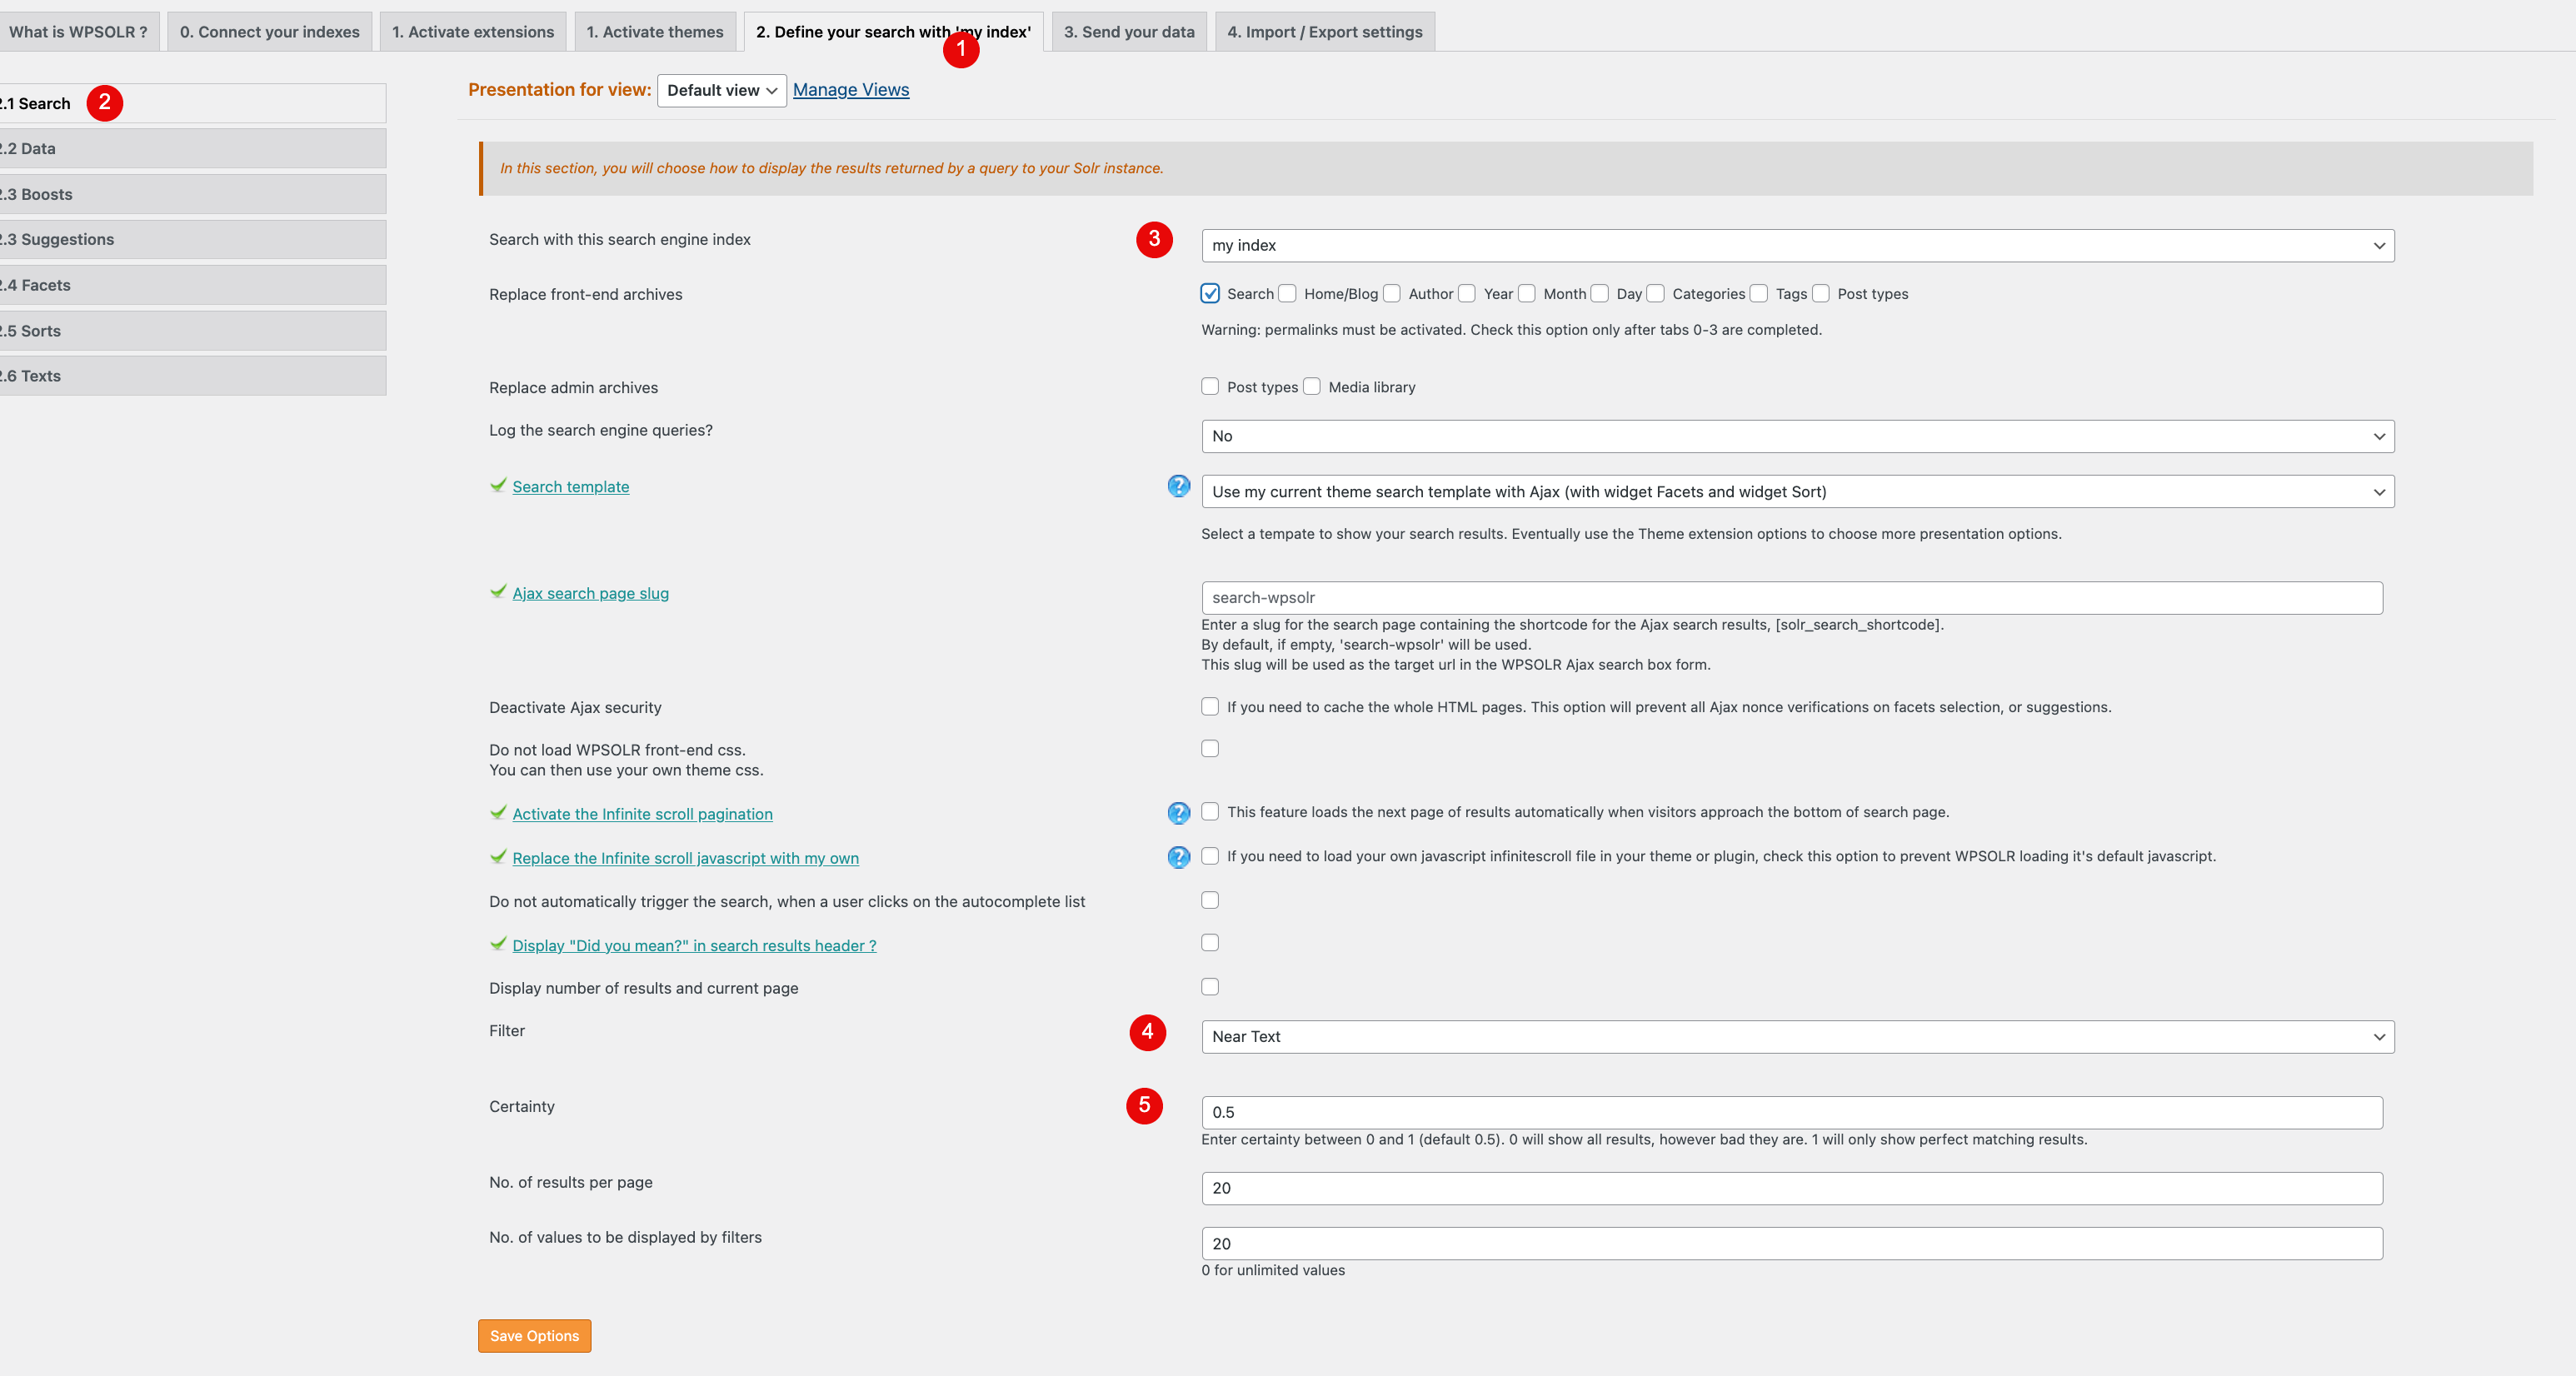 What is WPSOLR ?
0. Connect your indexes
1. Activate extensions
1. Activate themes
2. Define your search with 'my index'
3. Send your data
4. Import / Export settings
1
2.1 Search
2
2.2 Data
2.3 Boosts
2.3 Suggestions
2.4 Facets
2.5 Sorts
2.6 Texts
Presentation for view: Default view Manage Views
In this section, you will choose how to display the results returned by a query to your Solr instance.
Search with this search engine index
3
my index
Replace front-end archives
Search Home/Blog Author Year Month Day Categories Tags Post types
Warning: permalinks must be activated. Check this option only after tabs 0-3 are completed.
Replace admin archives
Post types Media library
Log the search engine queries?
No
Search template
?
Use my current theme search template with Ajax (with widget Facets and widget Sort)
Select a tempate to show your search results. Eventually use the Theme extension options to choose more presentation options.
Ajax search page slug
search-wpsolr
Enter a slug for the search page containing the shortcode for the Ajax search results, [solr_search_shortcode].
By default, if empty, 'search-wpsolr' will be used.
This slug will be used as the target url in the WPSOLR Ajax search box form.
Deactivate Ajax security
If you need to cache the whole HTML pages. This option will prevent all Ajax nonce verifications on facets selection, or suggestions.
Do not load WPSOLR front-end css.
You can then use your own theme css.
Activate the Infinite scroll pagination
?
This feature loads the next page of results automatically when visitors approach the bottom of search page.
Replace the Infinite scroll javascript with my own
?
If you need to load your own javascript infinitescroll file in your theme or plugin, check this option to prevent WPSOLR loading it's default javascript.
Do not automatically trigger the search, when a user clicks on the autocomplete list
Display "Did you mean?" in search results header ?
Display number of results and current page
Filter
4
Near Text
Certainty
5
0.5
Enter certainty between 0 and 1 (default 0.5). 0 will show all results, however bad they are. 1 will only show perfect matching results.
No. of results per page
20
No. of values to be displayed by filters
20
0 for unlimited values
Save Options